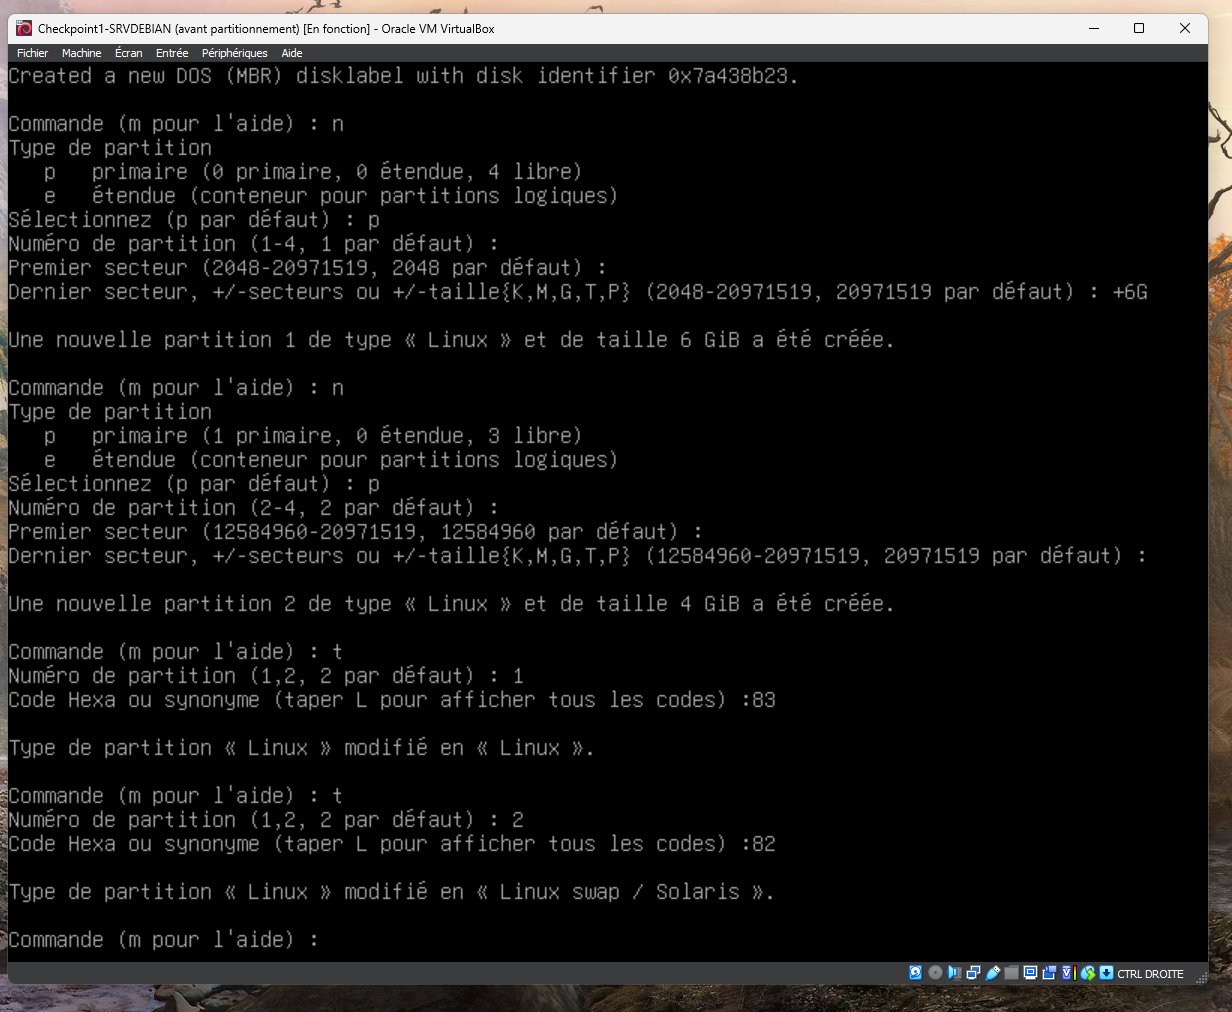 Checkpoint1-SRVDEBIAN (avant partitionnement) [En fonction] - Oracle VM VirtualBox
Fichier Machine Écran Entrée Périphériques Aide
Created a new DOS (MBR) disklabel with disk identifier 0x7a438b23.
Commande (m pour l'aide) : n
Type de partition
p primaire (0 primaire, 0 étendue, 4 libre)
e étendue (conteneur pour partitions logiques)
Sélectionnez (p par défaut) : p
Numéro de partition (1-4, 1 par défaut) :
Premier secteur (2048-20971519, 2048 par défaut) :
Dernier secteur, +/-secteurs ou +/-taille{K,M,G,T,P} (2048-20971519, 20971519 par défaut) : +6G
Une nouvelle partition 1 de type « Linux » et de taille 6 GiB a été créée.
Commande (m pour l'aide) : n
Type de partition
p primaire (1 primaire, 0 étendue, 3 libre)
e étendue (conteneur pour partitions logiques)
Sélectionnez (p par défaut) : p
Numéro de partition (2-4, 2 par défaut) :
Premier secteur (12584960-20971519, 12584960 par défaut) :
Dernier secteur, +/-secteurs ou +/-taille{K,M,G,T,P} (12584960-20971519, 20971519 par défaut) :
Une nouvelle partition 2 de type « Linux » et de taille 4 GiB a été créée.
Commande (m pour l'aide) : t
Numéro de partition (1,2, 2 par défaut) : 1
Code Hexa ou synonyme (taper L pour afficher tous les codes) :83
Type de partition « Linux » modifié en « Linux ».
Commande (m pour l'aide) : t
Numéro de partition (1,2, 2 par défaut) : 2
Code Hexa ou synonyme (taper L pour afficher tous les codes) :82
Type de partition « Linux » modifié en « Linux swap / Solaris ».
Commande (m pour l'aide) :
CTRL DROITE